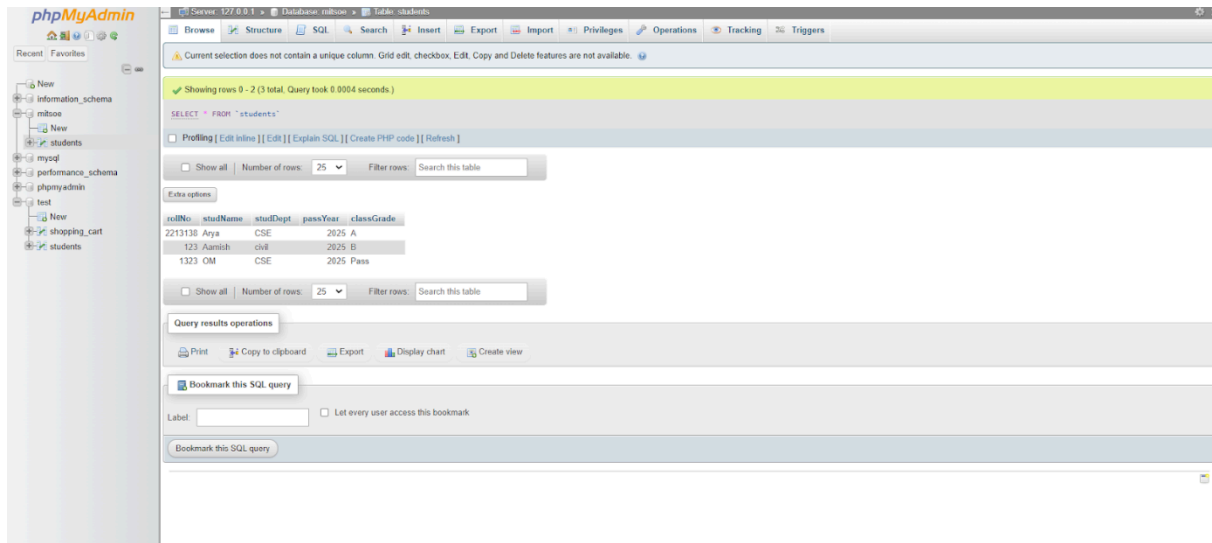 phpMyAdmin
Recent Favorites
New
information_schema
mitsoe
New
students
mysql
performance_schema
phpmyadmin
test
New
shopping_cart
students
Server: 127.0.0.1 » Database: mitsoe » Table: students
Browse Structure SQL Search Insert Export Import Privileges Operations Tracking Triggers
Current selection does not contain a unique column. Grid edit, checkbox, Edit, Copy and Delete features are not available.
Showing rows 0 - 2 (3 total, Query took 0.0004 seconds.)
SELECT * FROM `students`
Profiling [ Edit inline ] [ Edit ] [ Explain SQL ] [ Create PHP code ] [ Refresh ]
Show all Number of rows: 25 Filter rows: Search this table
Extra options
rollNo studName studDept passYear classGrade
2213138 Arya CSE 2025 A
123 Aamish civil 2025 B
1323 OM CSE 2025 Pass
Show all Number of rows: 25 Filter rows: Search this table
Query results operations
Print Copy to clipboard Export Display chart Create view
Bookmark this SQL query
Label: Let every user access this bookmark
Bookmark this SQL query